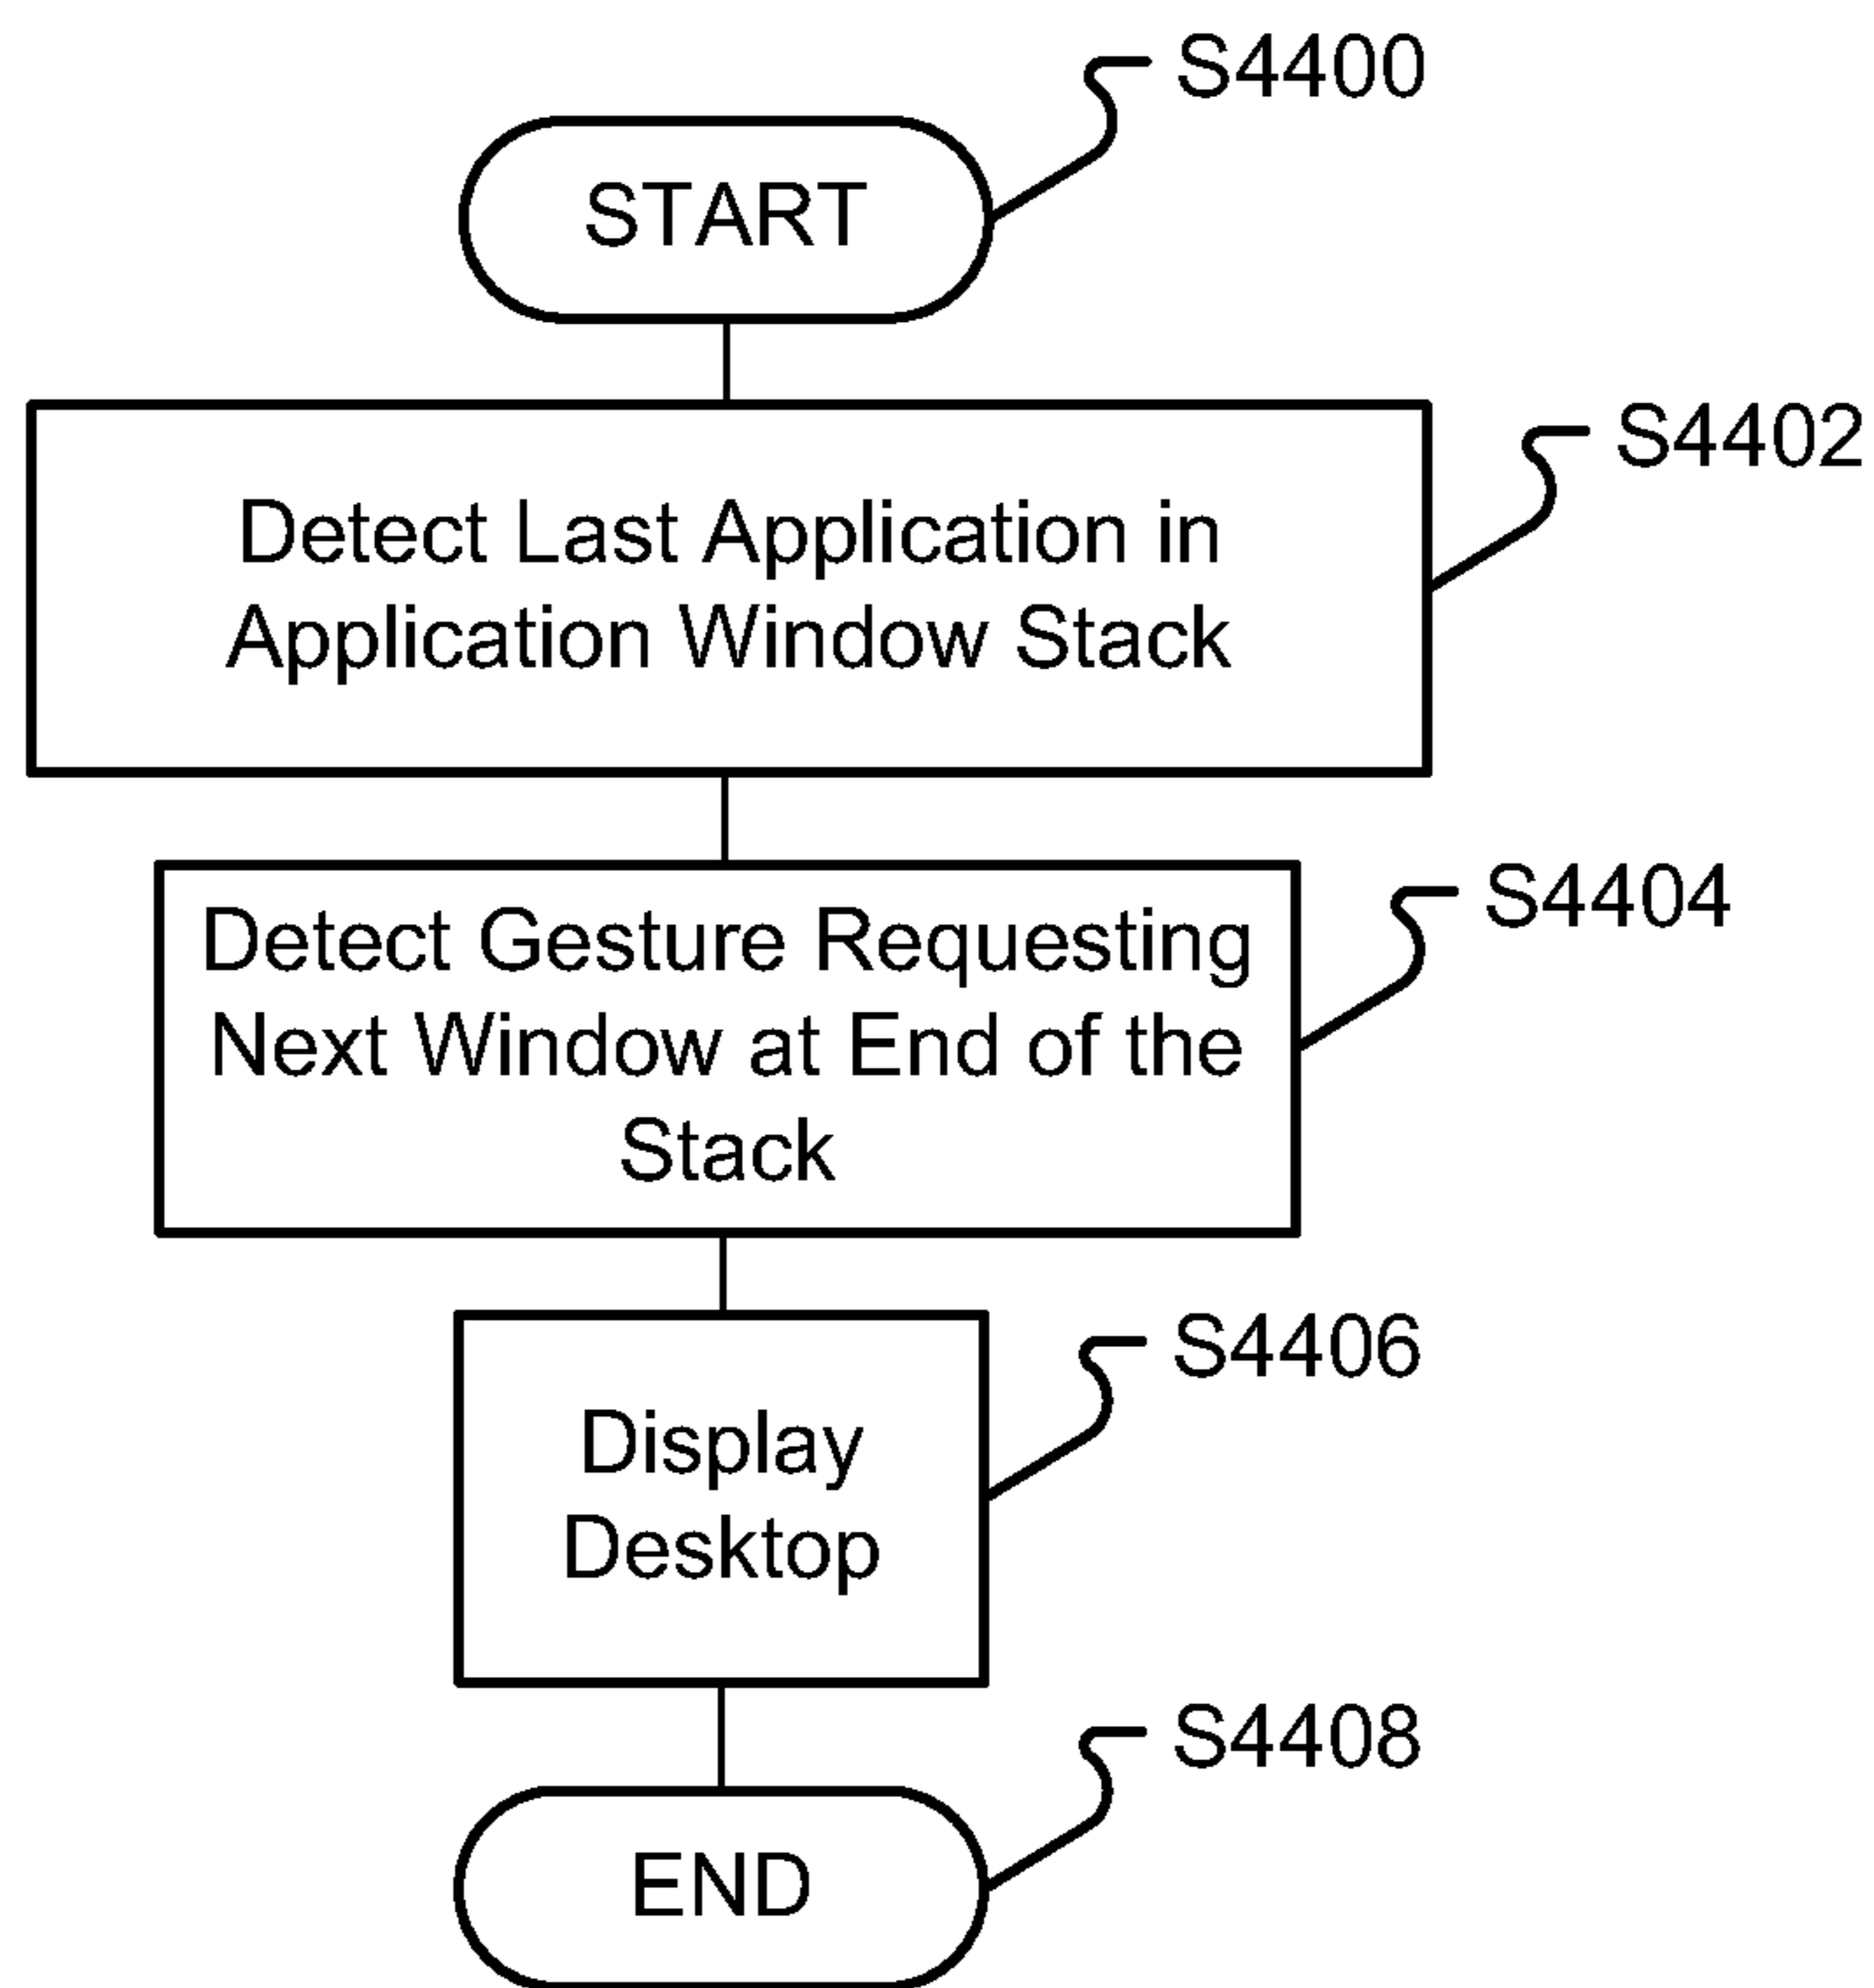 S4400
START
S4402
Detect Last Application in
Application Window Stack
S4404
Detect Gesture Requesting
Next Window at End of the
Stack
S4406
Display
Desktop
S4408
END